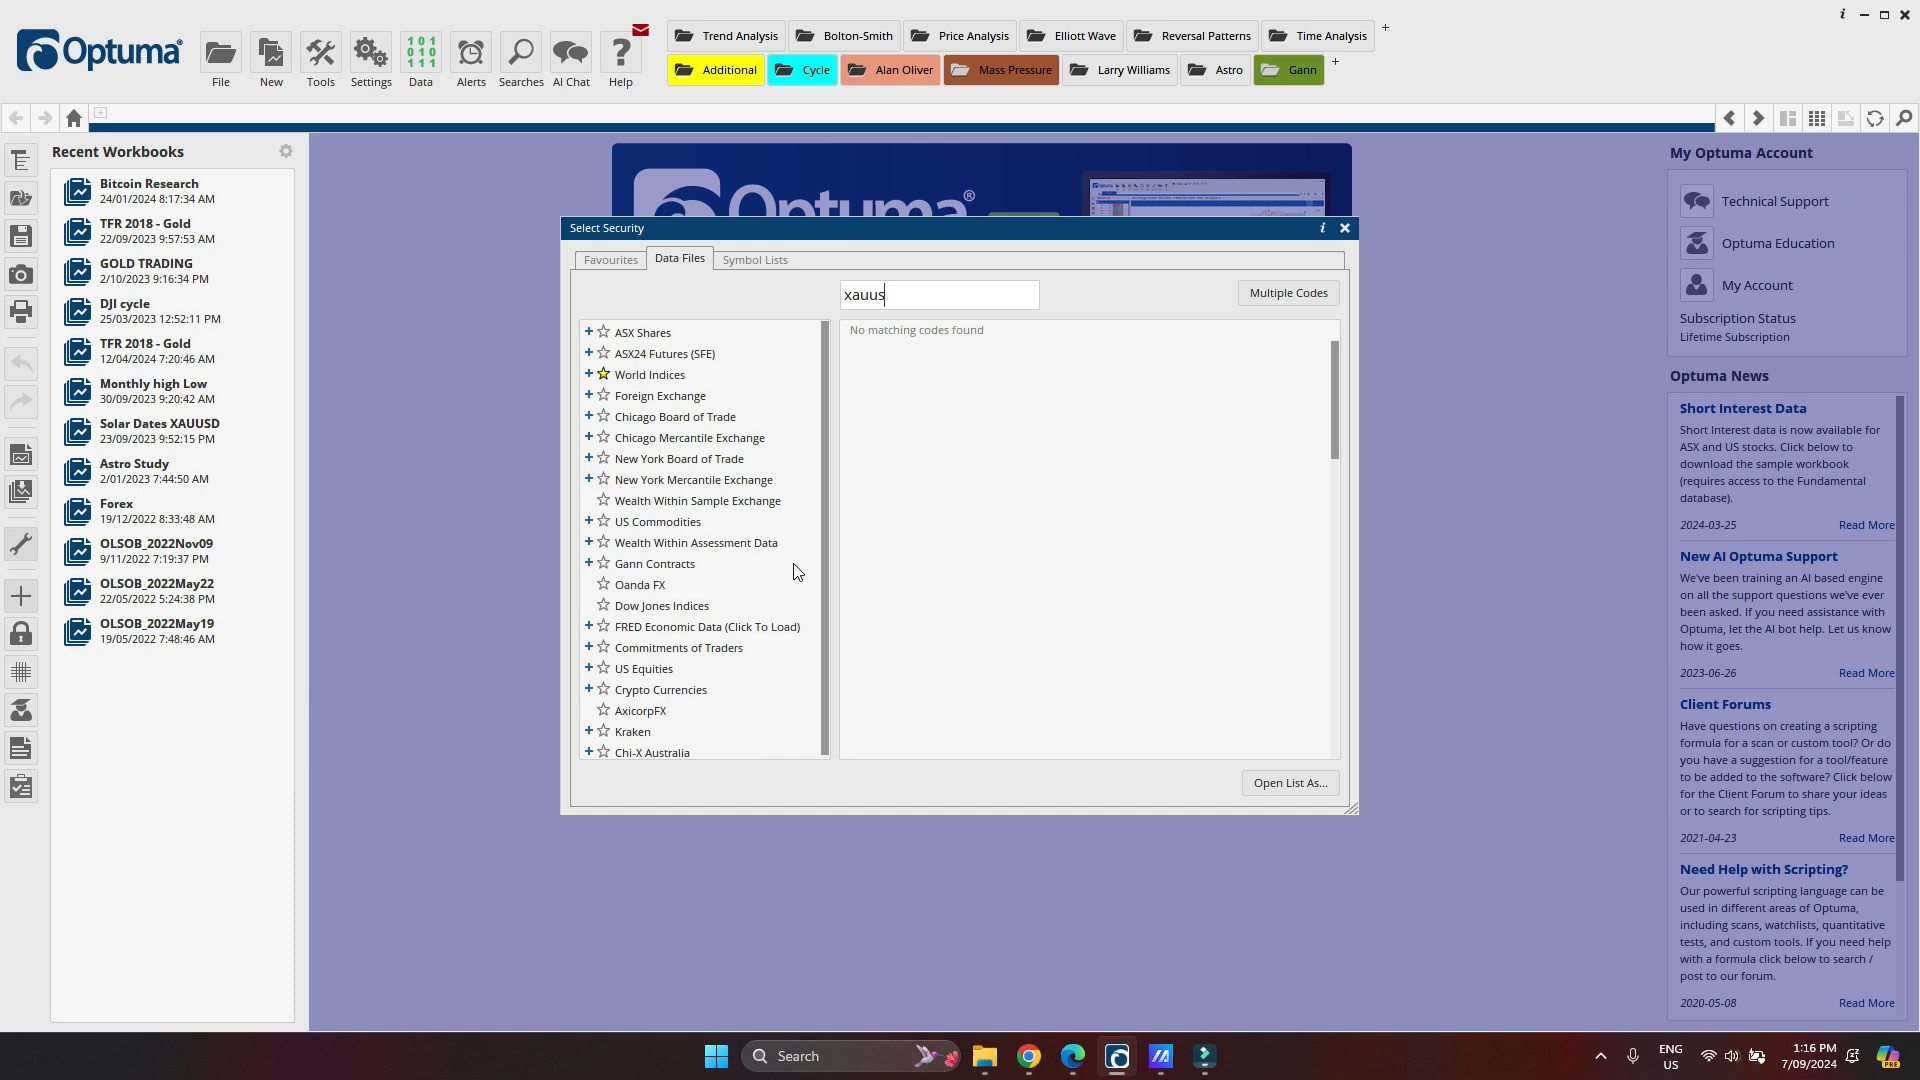 Optuma
File
New
Tools
Settings
Data
Alerts
Searches
AI Chat
Help
Trend Analysis
Bolton-Smith
Price Analysis
Elliott Wave
Reversal Patterns
Time Analysis
Additional
Cycle
Alan Oliver
Mass Pressure
Larry Williams
Astro
Gann
Recent Workbooks
Bitcoin Research
24/01/2024 8:17:34 AM
TFR 2018 - Gold
22/09/2023 9:57:53 AM
GOLD TRADING
2/10/2023 9:16:34 PM
DJI cycle
25/03/2023 12:52:11 PM
TFR 2018 - Gold
12/04/2024 7:20:46 AM
Monthly high Low
30/09/2023 9:20:42 AM
Solar Dates XAUUSD
23/09/2023 9:52:15 PM
Astro Study
2/01/2023 7:44:50 AM
Forex
19/12/2022 8:33:48 AM
OLSOB_2022Nov09
9/11/2022 7:19:37 PM
OLSOB_2022May22
22/05/2022 5:24:38 PM
OLSOB_2022May19
19/05/2022 7:48:46 AM
Optuma®
Select Security
Favourites
Data Files
Symbol Lists
xauus
Multiple Codes
ASX Shares
ASX24 Futures (SFE)
World Indices
Foreign Exchange
Chicago Board of Trade
Chicago Mercantile Exchange
New York Board of Trade
New York Mercantile Exchange
Wealth Within Sample Exchange
US Commodities
Wealth Within Assessment Data
Gann Contracts
Oanda FX
Dow Jones Indices
FRED Economic Data (Click To Load)
Commitments of Traders
US Equities
Crypto Currencies
AxicorpFX
Kraken
Chi-X Australia
No matching codes found
Open List As...
My Optuma Account
Technical Support
Optuma Education
My Account
Subscription Status
Lifetime Subscription
Optuma News
Short Interest Data
Short Interest data is now available for
ASX and US stocks. Click below to
download the sample workbook
(requires access to the Fundamental
database).
2024-03-25
Read More
New AI Optuma Support
We've been training an AI based engine
on all the support questions we've ever
been asked. If you need assistance with
Optuma, let the AI bot help. Let us know
how it goes.
2023-06-26
Read More
Client Forums
Have questions on creating a scripting
formula for a scan or custom tool? Or do
you have a suggestion for a tool/feature
to be added to the software? Click below
for the Client Forum to share your ideas
or to search for scripting tips.
2021-04-23
Read More
Need Help with Scripting?
Our powerful scripting language can be
used in different areas of Optuma,
including scans, watchlists, quantitative
tests, and custom tools. If you need help
with a formula click below to search /
post to our forum.
2020-05-08
Read More
Search
ENG
US
1:16 PM
7/09/2024
PRE